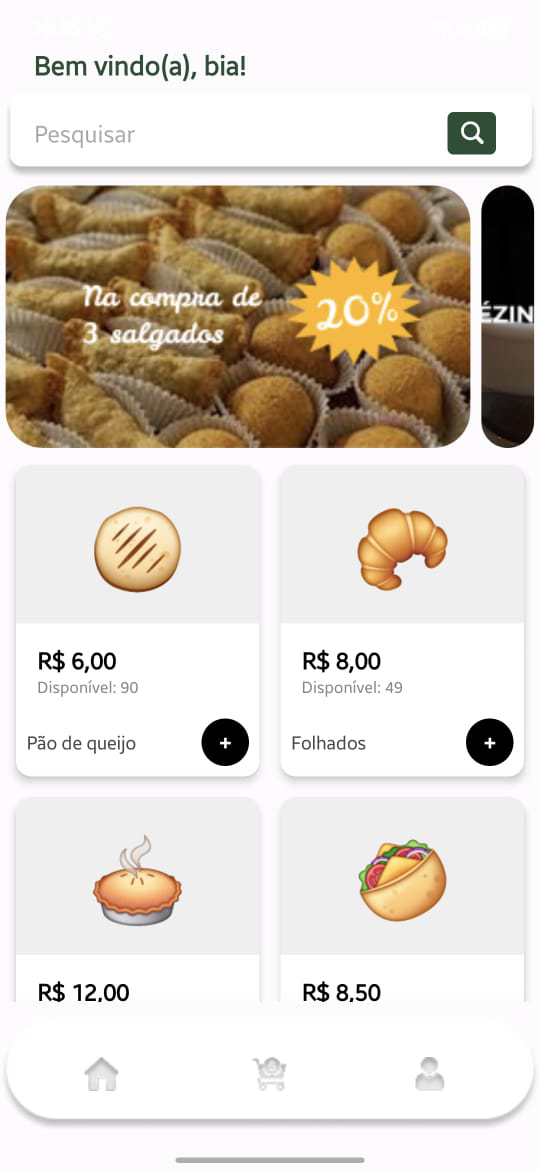 Bem vindo(a), bia!
Pesquisar
Na compra de
3 salgados
20%
ÉZIN
R$ 6,00
Disponível: 90
Pão de queijo
+
R$ 8,00
Disponível: 49
Folhados
+
R$ 12,00
R$ 8,50